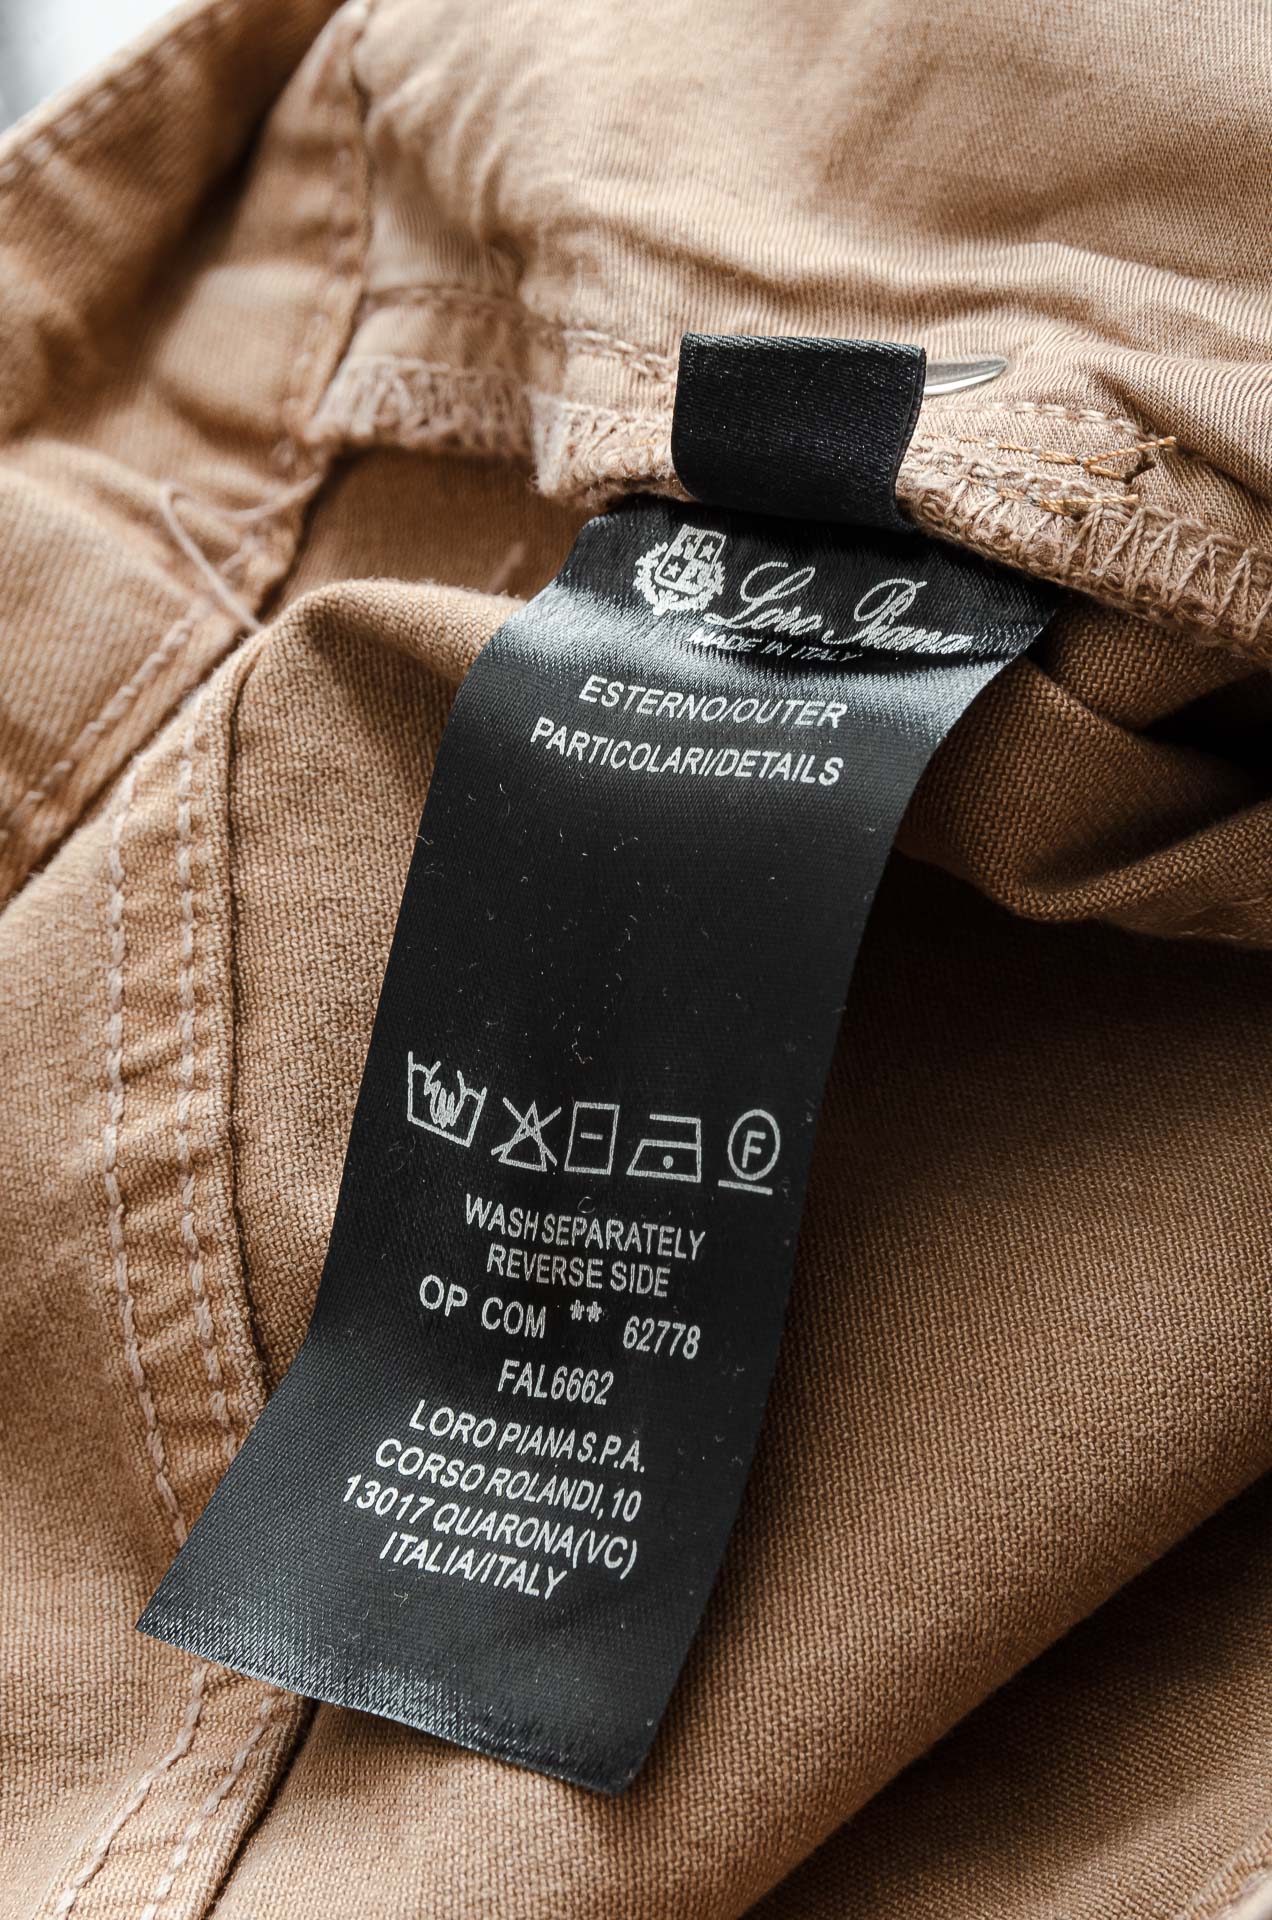 Loro Piana
MADE IN ITALY
ESTERNO/OUTER
PARTICOLARI/DETAILS
F
WASH SEPARATELY
REVERSE SIDE
OP COM ** 62778
FAL6662
LORO PIANA S.P.A.
CORSO ROLANDI, 10
13017 QUARONA(VC)
ITALIA/ITALY